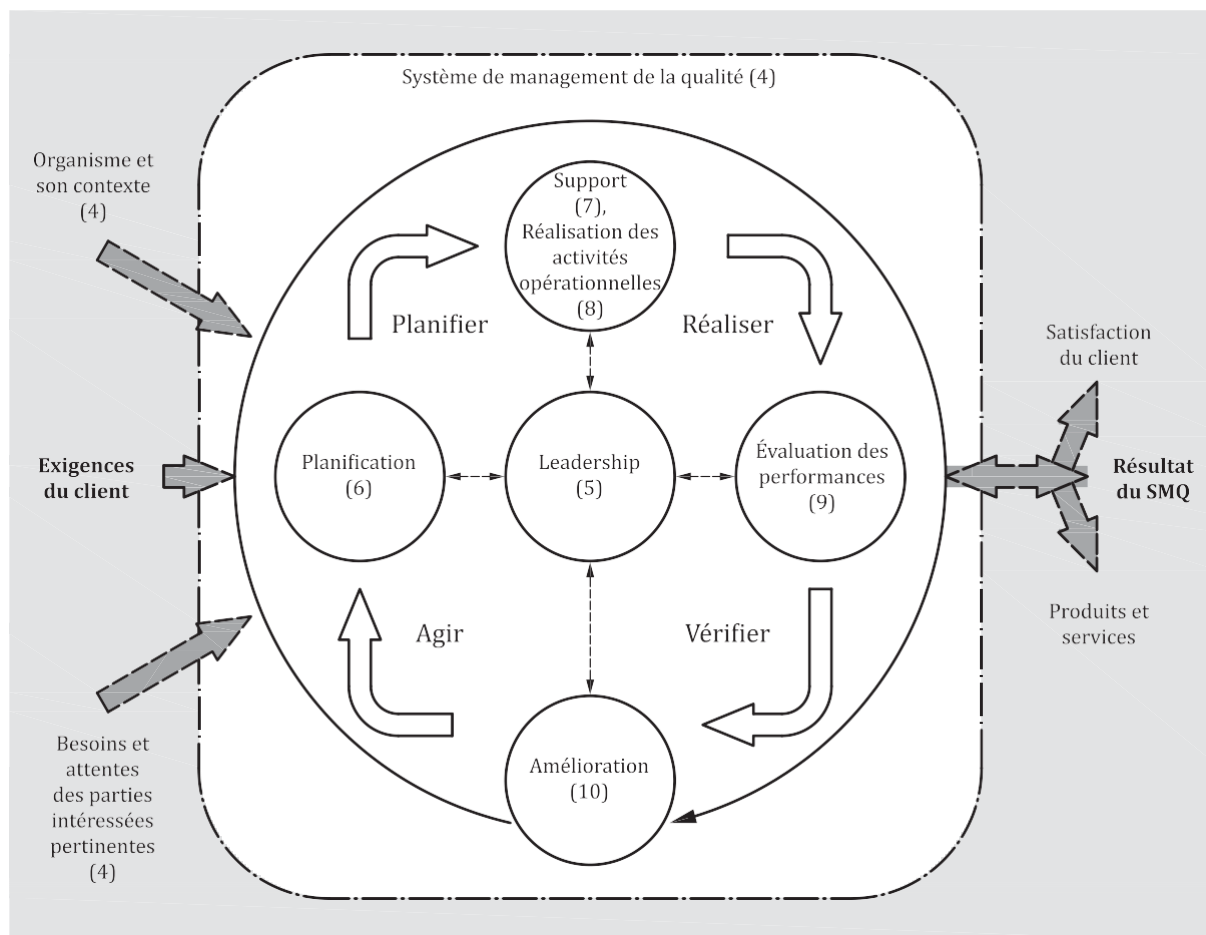 Système de management de la qualité (4)
Organisme et
son contexte
(4)
Support
(7),
Réalisation des
activités
opérationnelles
(8)
Planifier
Réaliser
Satisfaction
du client
Exigences
du client
Planification
(6)
Leadership
(5)
Évaluation des
performances
(9)
Résultat
du SMQ
Agir
Vérifier
Produits et
services
Besoins et
attentes
des parties
intéressées
pertinentes
(4)
Amélioration
(10)